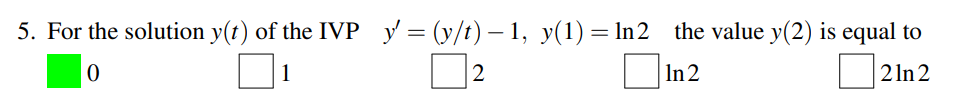 5. For the solution y(t) of the IVP y′ = (y/t) − 1, y(1) = ln 2 the value y(2) is equal to
0 1 2 ln 2 2 ln 2